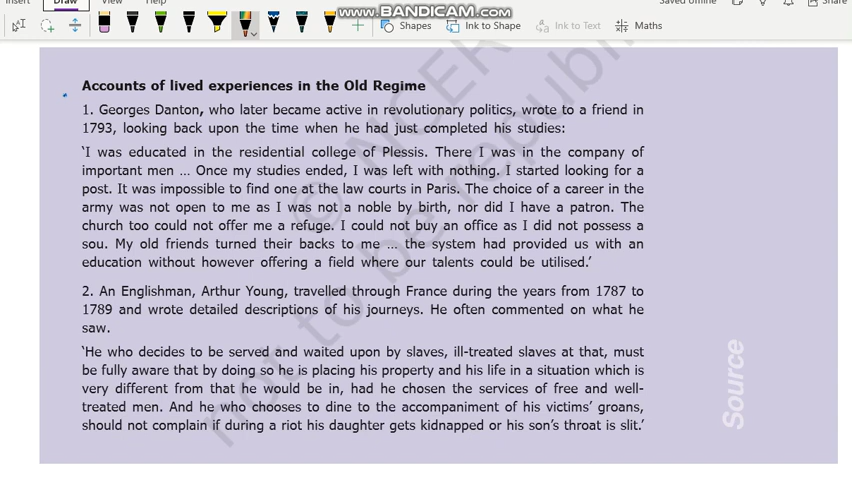 Insert Draw View Help
WWW.BANDICAM.COM
Saved offline
Share
Shapes
Ink to Shape
Ink to Text
Maths
Accounts of lived experiences in the Old Regime
1. Georges Danton, who later became active in revolutionary politics, wrote to a friend in
1793, looking back upon the time when he had just completed his studies:
‘I was educated in the residential college of Plessis. There I was in the company of
important men … Once my studies ended, I was left with nothing. I started looking for a
post. It was impossible to find one at the law courts in Paris. The choice of a career in the
army was not open to me as I was not a noble by birth, nor did I have a patron. The
church too could not offer me a refuge. I could not buy an office as I did not possess a
sou. My old friends turned their backs to me … the system had provided us with an
education without however offering a field where our talents could be utilised.’
2. An Englishman, Arthur Young, travelled through France during the years from 1787 to
1789 and wrote detailed descriptions of his journeys. He often commented on what he
saw.
‘He who decides to be served and waited upon by slaves, ill-treated slaves at that, must
be fully aware that by doing so he is placing his property and his life in a situation which is
very different from that he would be in, had he chosen the services of free and well-
treated men. And he who chooses to dine to the accompaniment of his victims’ groans,
should not complain if during a riot his daughter gets kidnapped or his son’s throat is slit.’
Source
© NCER
not to be republi